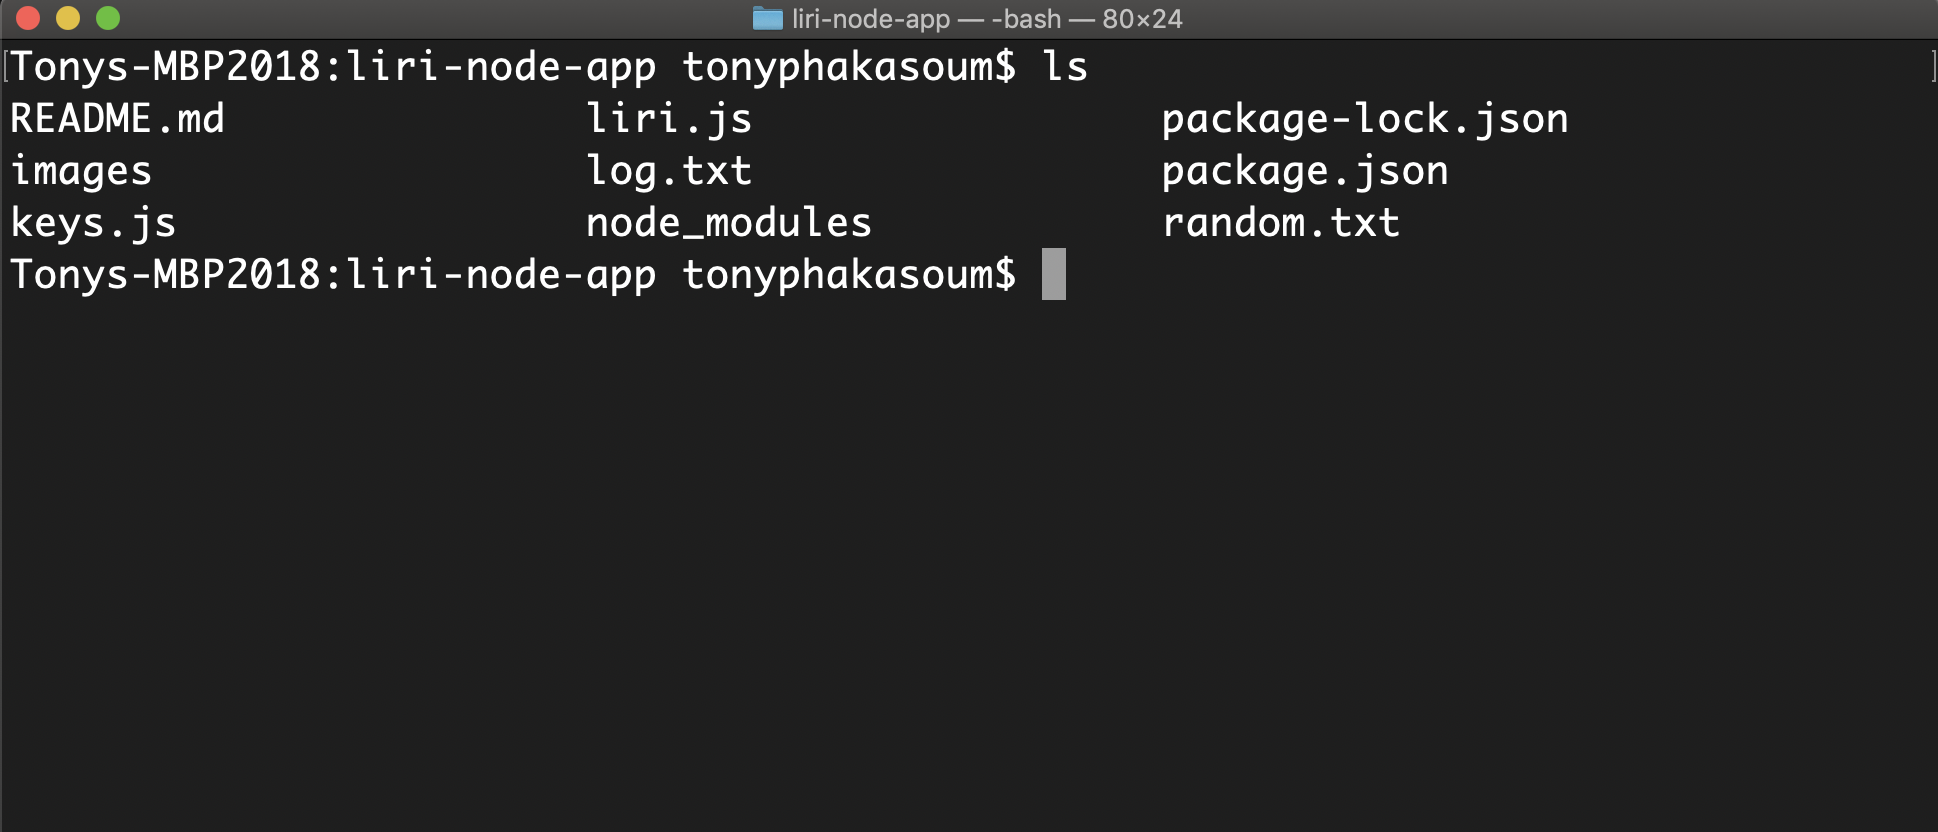 liri-node-app — -bash — 80×24
[Tonys-MBP2018:liri-node-app tonyphakasoum$ ls ]
README.md liri.js package-lock.json
images log.txt package.json
keys.js node_modules random.txt
Tonys-MBP2018:liri-node-app tonyphakasoum$